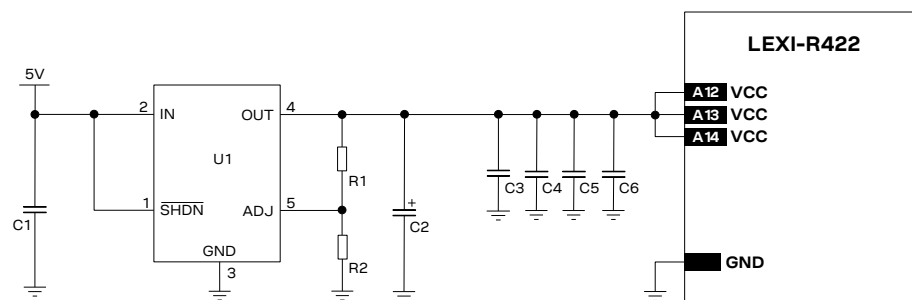 LEXI-R422
5V
2 IN
OUT 4
A12 VCC
A13 VCC
A14 VCC
U1
R1
C3
C4
C5
C6
C1
1 SHDN
ADJ 5
+
C2
GND
3
R2
GND